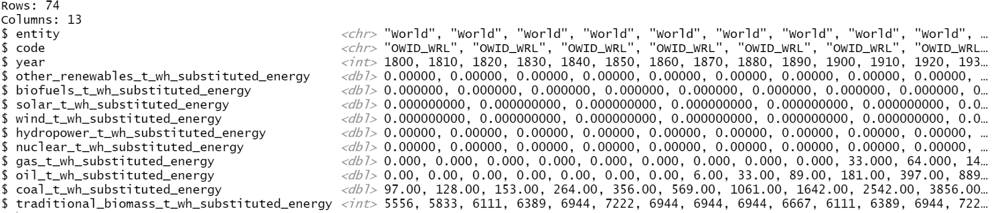 Rows: 74
Columns: 13
$ entity <chr> "World", "World", "World", "World", "World", "World", "World", "World", "World", …
$ code <chr> "OWID_WRL", "OWID_WRL", "OWID_WRL", "OWID_WRL", "OWID_WRL", "OWID_WRL", "OWID_WRL…
$ year <int> 1800, 1810, 1820, 1830, 1840, 1850, 1860, 1870, 1880, 1890, 1900, 1910, 1920, 193…
$ other_renewables_t_wh_substituted_energy <dbl> 0.00000, 0.00000, 0.00000, 0.00000, 0.00000, 0.00000, 0.00000, 0.00000, 0.00000, …
$ biofuels_t_wh_substituted_energy <dbl> 0.000000, 0.000000, 0.000000, 0.000000, 0.000000, 0.000000, 0.000000, 0.000000, 0…
$ solar_t_wh_substituted_energy <dbl> 0.000000000, 0.000000000, 0.000000000, 0.000000000, 0.000000000, 0.000000000, 0.0…
$ wind_t_wh_substituted_energy <dbl> 0.000000000, 0.000000000, 0.000000000, 0.000000000, 0.000000000, 0.000000000, 0.0…
$ hydropower_t_wh_substituted_energy <dbl> 0.00000, 0.00000, 0.00000, 0.00000, 0.00000, 0.00000, 0.00000, 0.00000, 0.00000, …
$ nuclear_t_wh_substituted_energy <dbl> 0.00000, 0.00000, 0.00000, 0.00000, 0.00000, 0.00000, 0.00000, 0.00000, 0.00000, …
$ gas_t_wh_substituted_energy <dbl> 0.000, 0.000, 0.000, 0.000, 0.000, 0.000, 0.000, 0.000, 0.000, 33.000, 64.000, 14…
$ oil_t_wh_substituted_energy <dbl> 0.00, 0.00, 0.00, 0.00, 0.00, 0.00, 0.00, 6.00, 33.00, 89.00, 181.00, 397.00, 889…
$ coal_t_wh_substituted_energy <dbl> 97.00, 128.00, 153.00, 264.00, 356.00, 569.00, 1061.00, 1642.00, 2542.00, 3856.00…
$ traditional_biomass_t_wh_substituted_energy <int> 5556, 5833, 6111, 6389, 6944, 7222, 6944, 6944, 6944, 6667, 6111, 6389, 6944, 722…